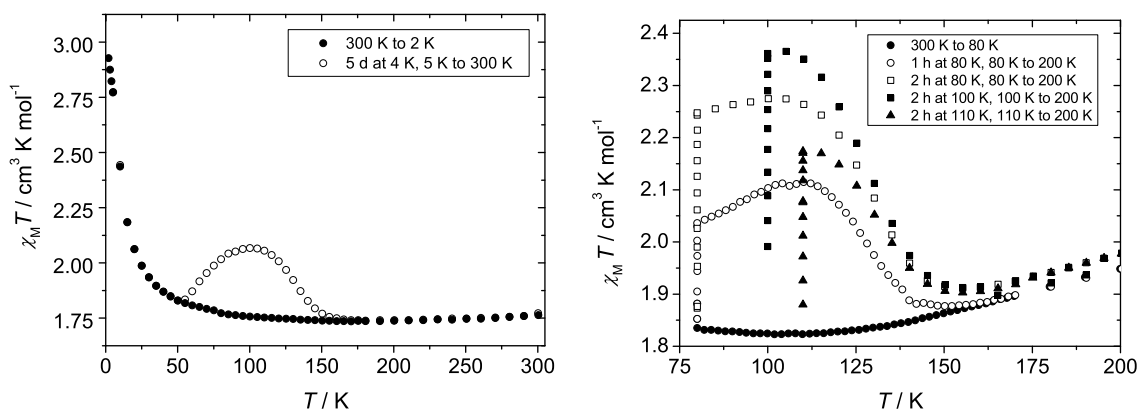 3.00
2.75
2.50
2.25
2.00
1.75
0 50 100 150 200 250 300
χM T / cm³ K mol⁻¹
T / K
300 K to 2 K
5 d at 4 K, 5 K to 300 K
2.4
2.3
2.2
2.1
2.0
1.9
1.8
75 100 125 150 175 200
χM T / cm³ K mol⁻¹
T / K
300 K to 80 K
1 h at 80 K, 80 K to 200 K
2 h at 80 K, 80 K to 200 K
2 h at 100 K, 100 K to 200 K
2 h at 110 K, 110 K to 200 K